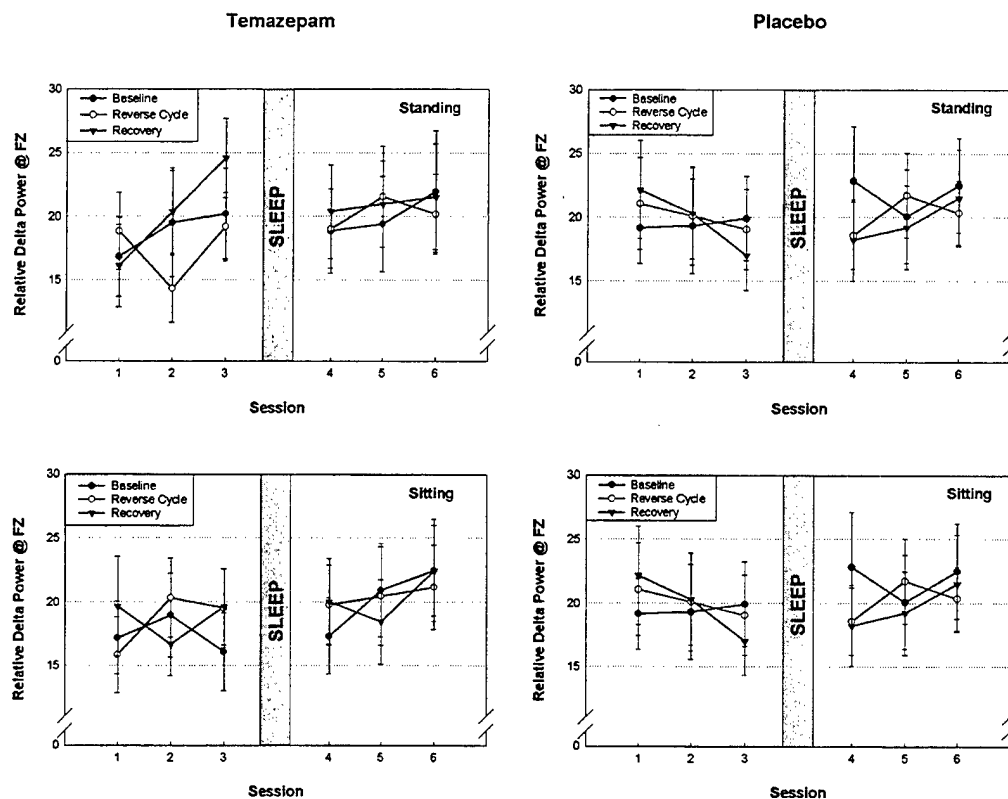 Temazepam
Placebo
30
25
20
15
0
Relative Delta Power @ FZ
Baseline
Reverse Cycle
Recovery
SLEEP
Standing
1 2 3 4 5 6
Session
30
25
20
15
0
Relative Delta Power @ FZ
Baseline
Reverse Cycle
Recovery
SLEEP
Standing
1 2 3 4 5 6
Session
30
25
20
15
0
Relative Delta Power @ FZ
Baseline
Reverse Cycle
Recovery
SLEEP
Sitting
1 2 3 4 5 6
Session
30
25
20
15
0
Relative Delta Power @ FZ
Baseline
Reverse Cycle
Recovery
SLEEP
Sitting
1 2 3 4 5 6
Session